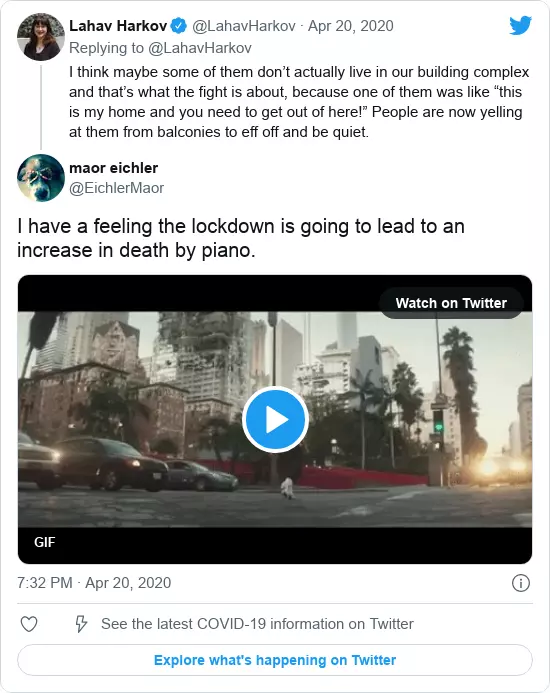 Lahav Harkov @LahavHarkov · Apr 20, 2020
Replying to @LahavHarkov
I think maybe some of them don’t actually live in our building complex
and that’s what the fight is about, because one of them was like “this
is my home and you need to get out of here!” People are now yelling
at them from balconies to eff off and be quiet.
maor eichler
@EichlerMaor
I have a feeling the lockdown is going to lead to an
increase in death by piano.
Watch on Twitter
GIF
7:32 PM · Apr 20, 2020
See the latest COVID-19 information on Twitter
Explore what's happening on Twitter